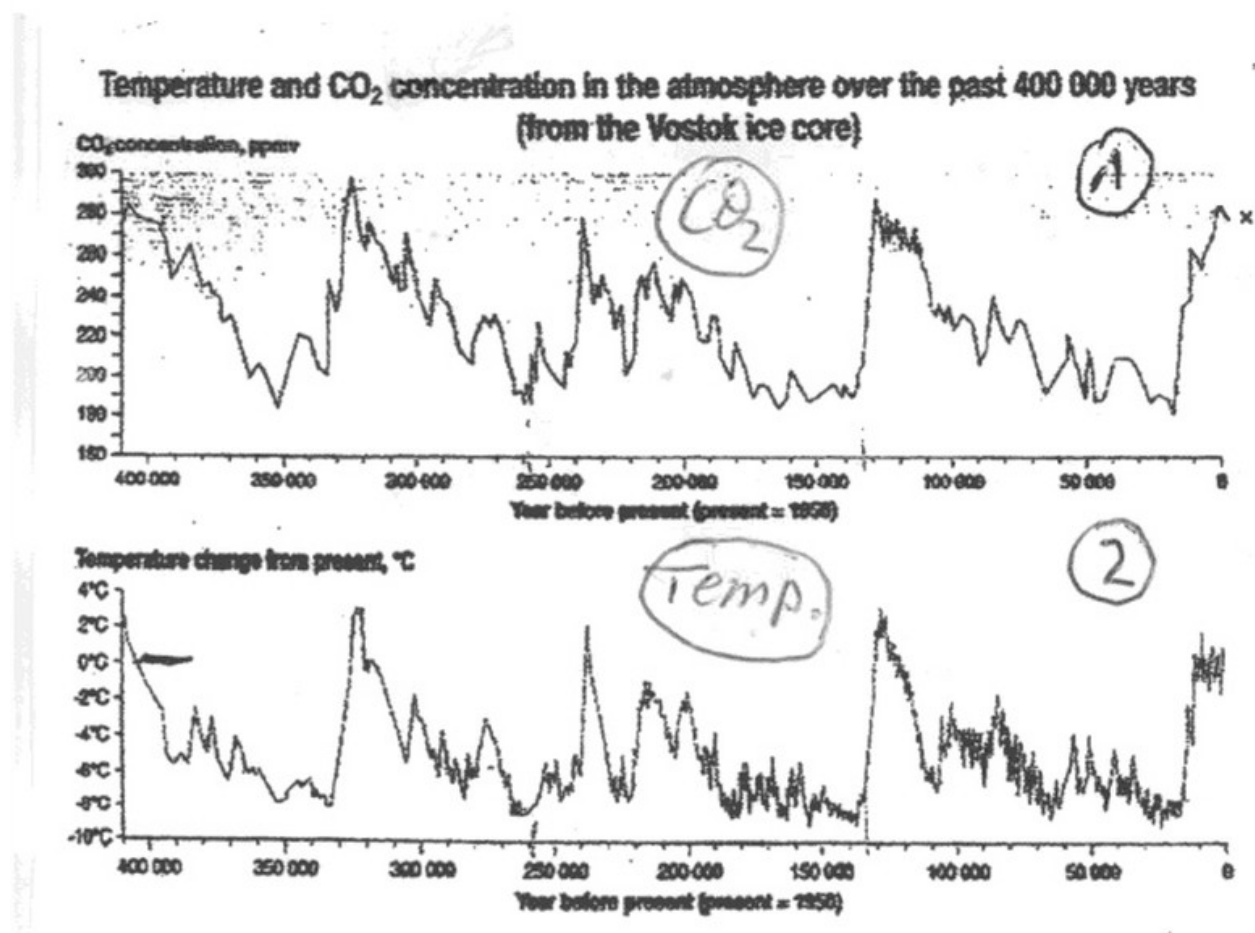 Temperature and CO₂ concentration in the atmosphere over the past 400 000 years
(from the Vostok ice core)
CO₂ concentration, ppmv
1
CO₂
300
280
260
240
220
200
180
160
x
400 000 350 000 300 000 250 000 200 000 150 000 100 000 50 000 0
Year before present (present = 1950)
Temperature change from present, °C
Temp.
2
4°C
2°C
0°C
-2°C
-4°C
-6°C
-8°C
-10°C
400 000 350 000 300 000 250 000 200 000 150 000 100 000 50 000 0
Year before present (present = 1950)